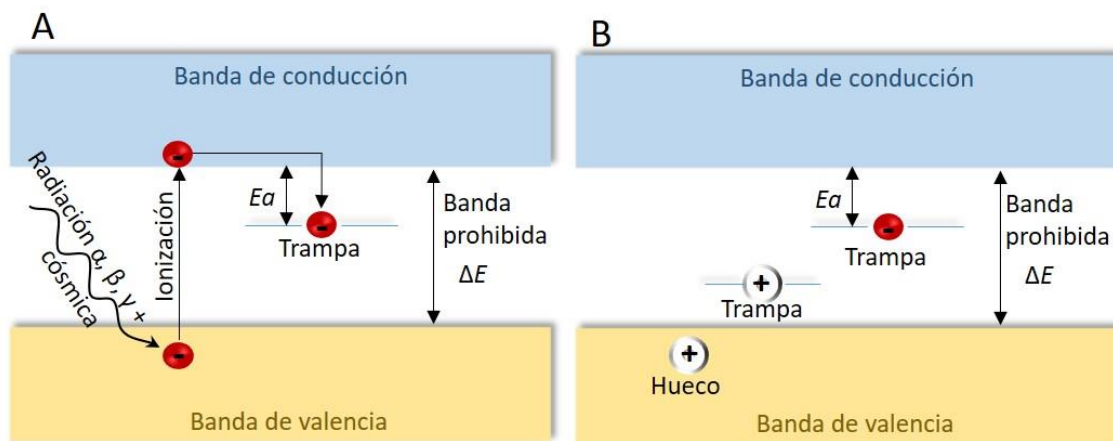 A
Banda de conducción
Radiación α, β, γ +
cósmica
Ionización
Ea
Trampa
Banda
prohibida
ΔE
-
-
-
Banda de valencia
B
Banda de conducción
Ea
-
Trampa
+
Trampa
Banda
prohibida
ΔE
+
Hueco
Banda de valencia